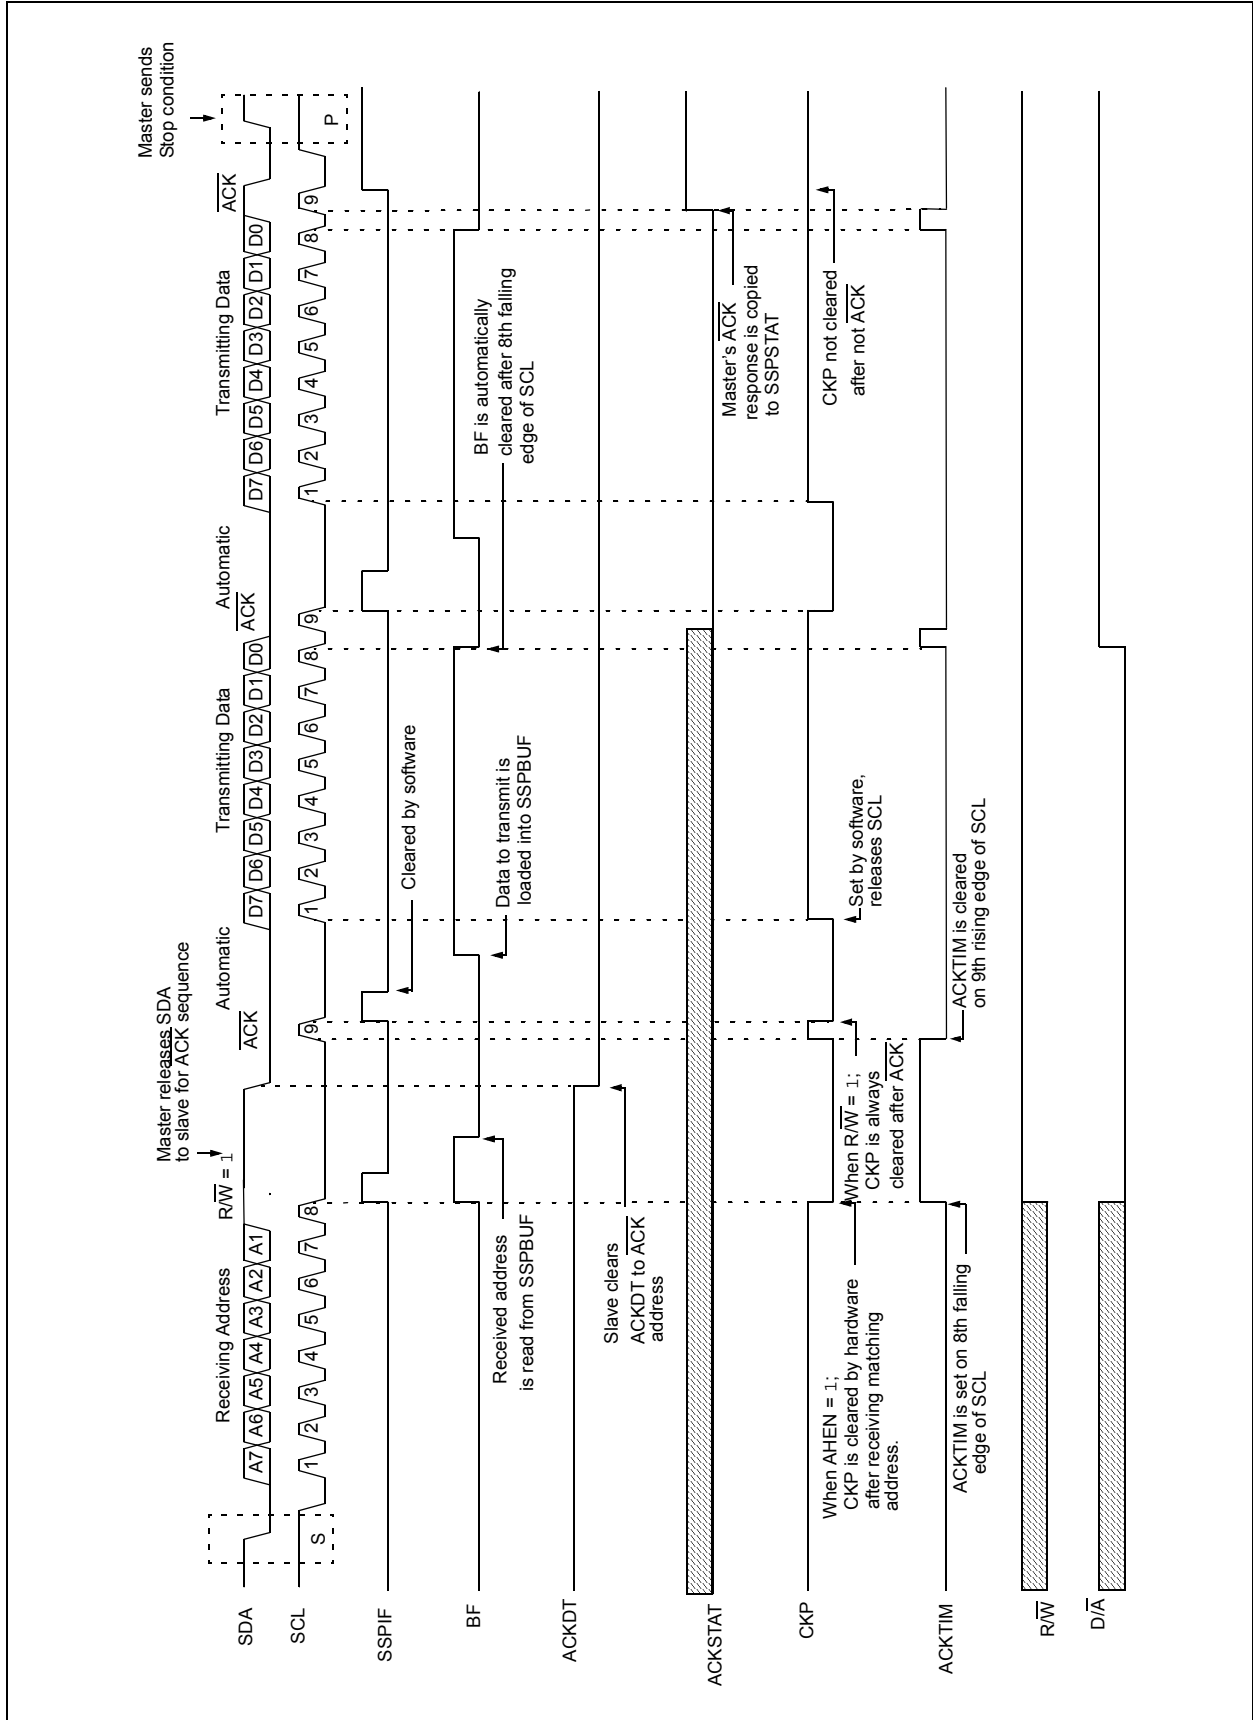 Master releases SDA
to slave for ACK sequence
Master sends
Stop condition
Receiving Address
R/W = 1
ACK
Automatic
Transmitting Data
ACK
Automatic
Transmitting Data
ACK
SDA
A7 A6 A5 A4 A3 A2 A1
D7 D6 D5 D4 D3 D2 D1 D0
D7 D6 D5 D4 D3 D2 D1 D0
SCL
S
1 2 3 4 5 6 7 8 9
1 2 3 4 5 6 7 8 9
1 2 3 4 5 6 7 8 9
P
SSPIF
Cleared by software
BF
Received address
is read from SSPBUF
Data to transmit is
loaded into SSPBUF
BF is automatically
cleared after 8th falling
edge of SCL
ACKDT
Slave clears
ACKDT to ACK
address
ACKSTAT
Master's ACK
response is copied
to SSPSTAT
CKP
When AHEN = 1;
CKP is cleared by hardware
after receiving matching
address.
When R/W = 1;
CKP is always
cleared after ACK
Set by software,
releases SCL
CKP not cleared
after not ACK
ACKTIM
ACKTIM is set on 8th falling
edge of SCL
ACKTIM is cleared
on 9th rising edge of SCL
R/W
D/A